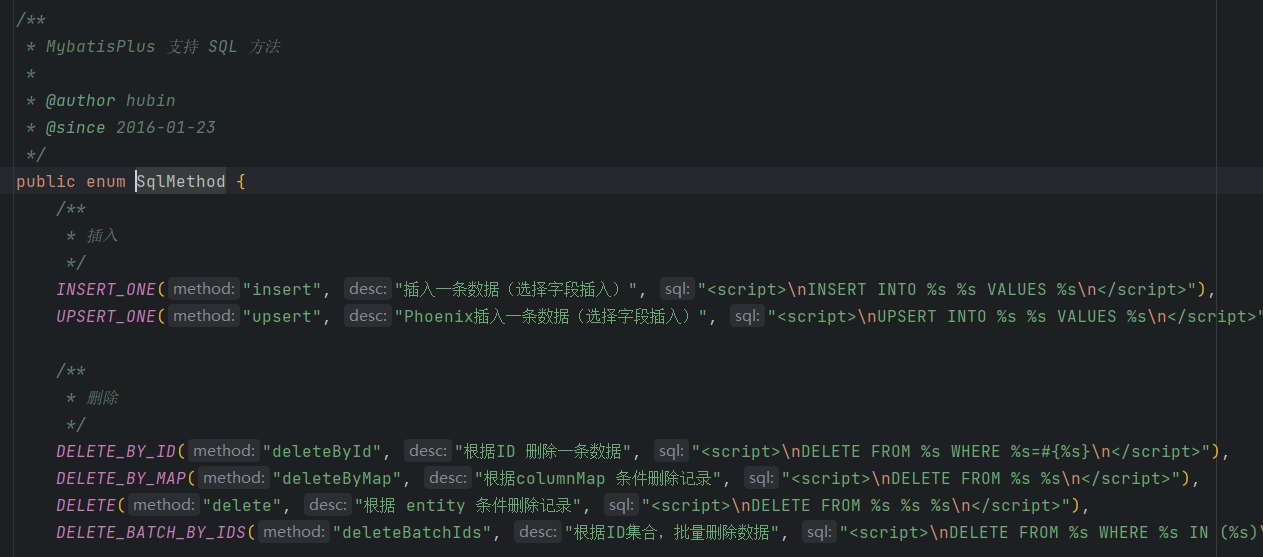 /**
 * MybatisPlus 支持 SQL 方法
 *
 * @author hubin
 * @since 2016-01-23
 */
public enum SqlMethod {
    /**
     * 插入
     */
    INSERT_ONE( method: "insert", desc: "插入一条数据（选择字段插入）", sql: "<script>\nINSERT INTO %s %s VALUES %s\n</script>"),
    UPSERT_ONE( method: "upsert", desc: "Phoenix插入一条数据（选择字段插入）", sql: "<script>\nUPSERT INTO %s %s VALUES %s\n</script>"
    /**
     * 删除
     */
    DELETE_BY_ID( method: "deleteById", desc: "根据ID 删除一条数据", sql: "<script>\nDELETE FROM %s WHERE %s=#{%s}\n</script>"),
    DELETE_BY_MAP( method: "deleteByMap", desc: "根据columnMap 条件删除记录", sql: "<script>\nDELETE FROM %s %s\n</script>"),
    DELETE( method: "delete", desc: "根据 entity 条件删除记录", sql: "<script>\nDELETE FROM %s %s %s\n</script>"),
    DELETE_BATCH_BY_IDS( method: "deleteBatchIds", desc: "根据ID集合，批量删除数据", sql: "<script>\nDELETE FROM %s WHERE %s IN (%s)\